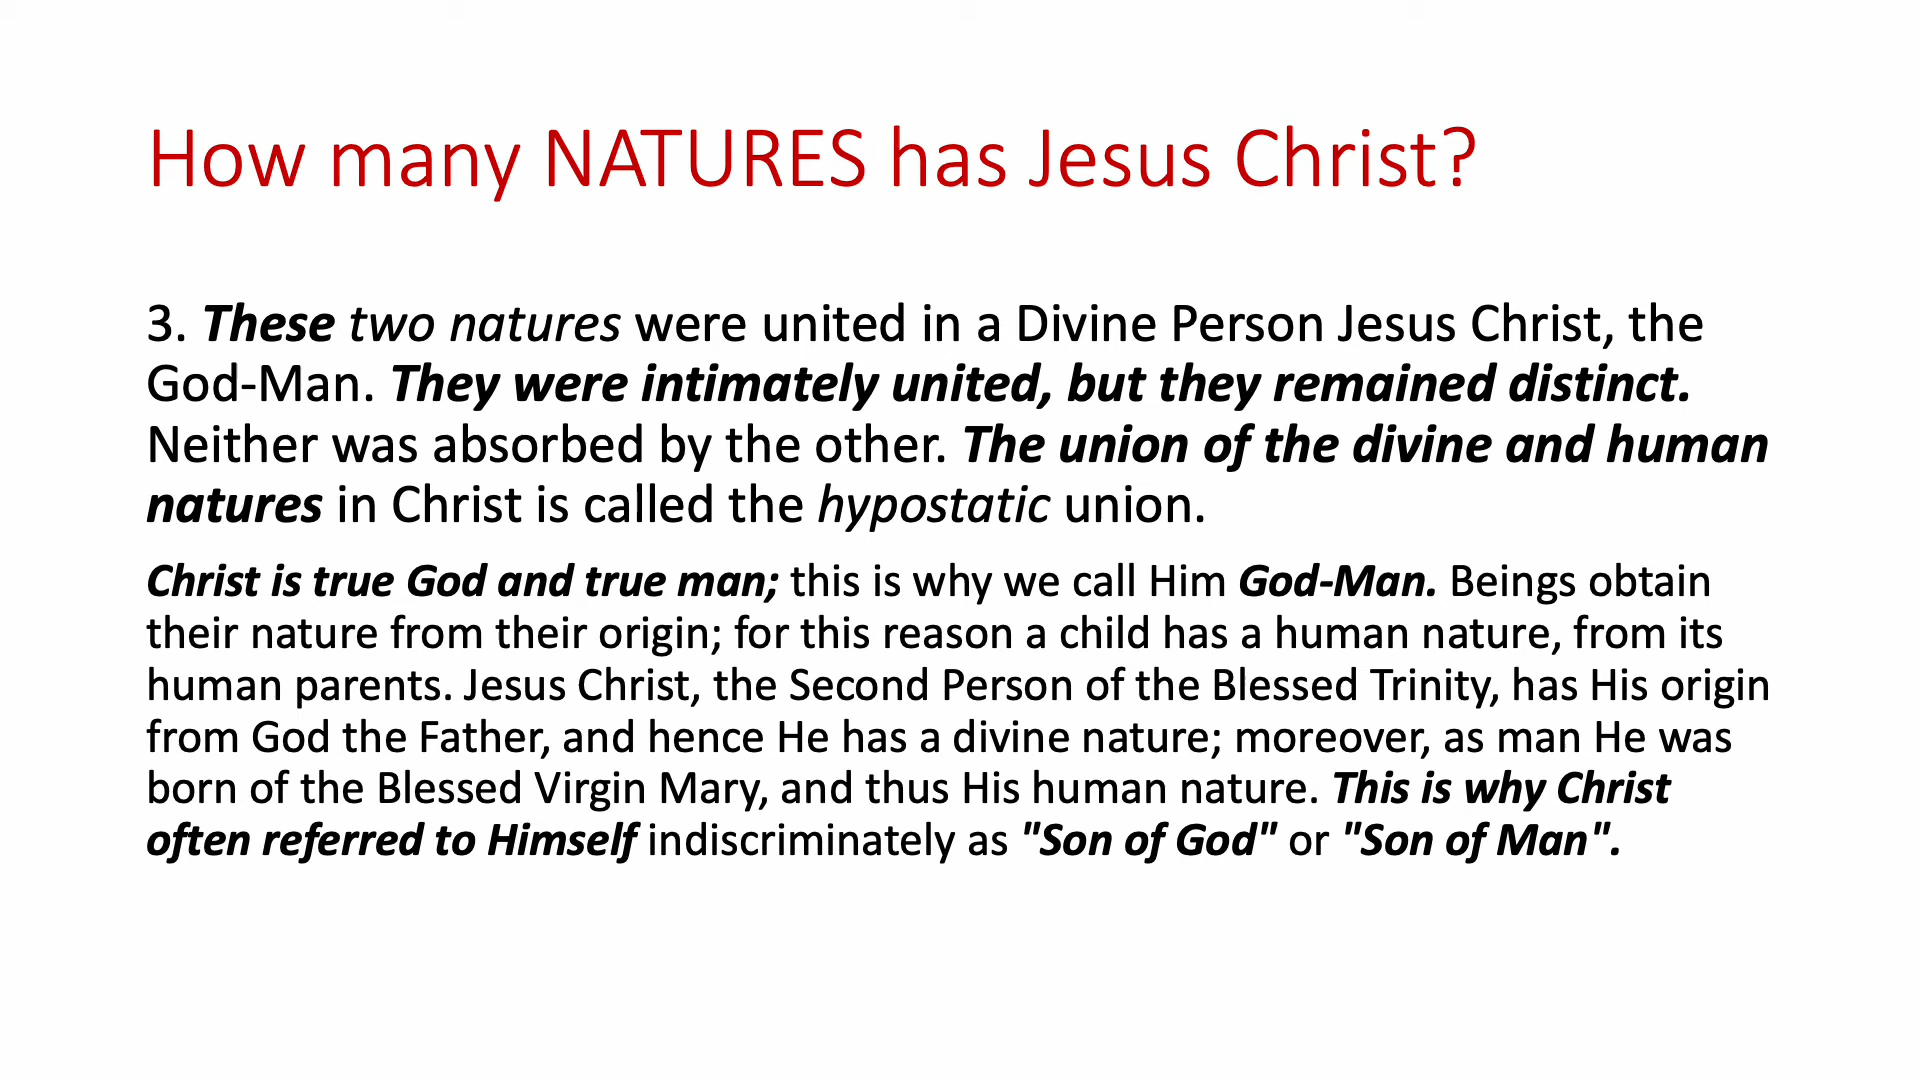 How many NATURES has Jesus Christ?
3. These two natures were united in a Divine Person Jesus Christ, the
God-Man. They were intimately united, but they remained distinct.
Neither was absorbed by the other. The union of the divine and human
natures in Christ is called the hypostatic union.
Christ is true God and true man; this is why we call Him God-Man. Beings obtain
their nature from their origin; for this reason a child has a human nature, from its
human parents. Jesus Christ, the Second Person of the Blessed Trinity, has His origin
from God the Father, and hence He has a divine nature; moreover, as man He was
born of the Blessed Virgin Mary, and thus His human nature. This is why Christ
often referred to Himself indiscriminately as "Son of God" or "Son of Man".